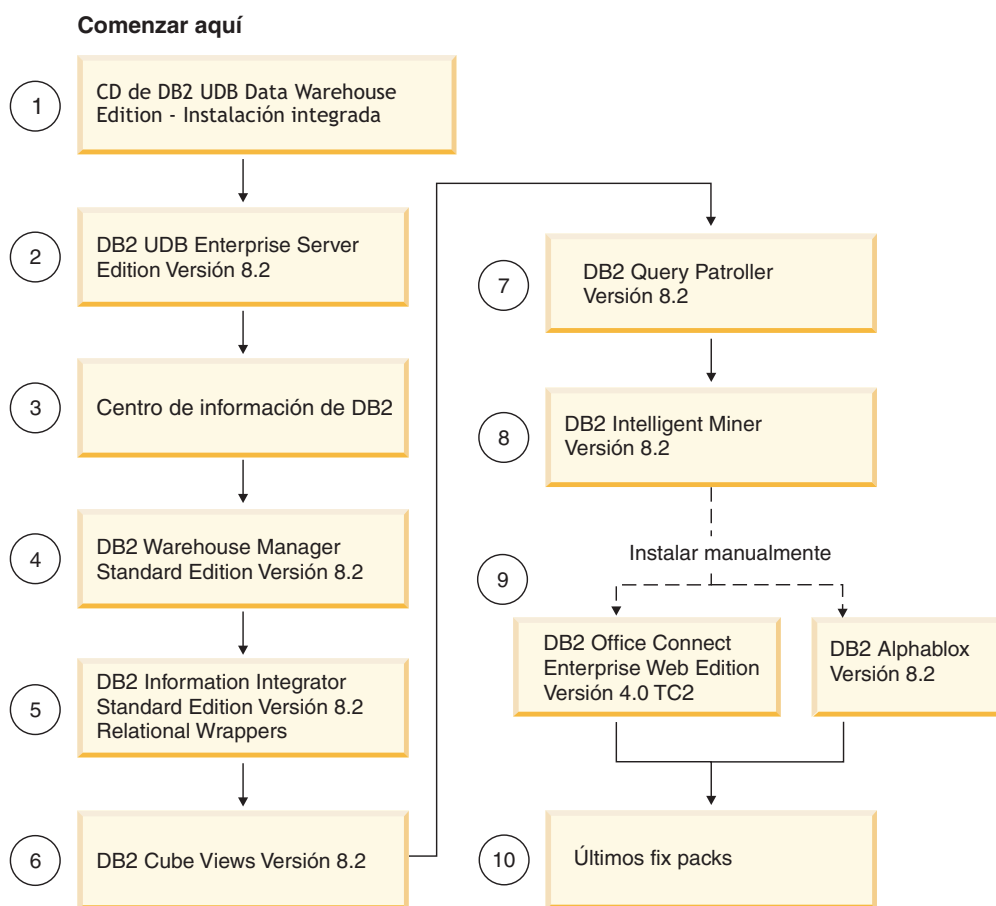 Comenzar aquí
1
CD de DB2 UDB Data Warehouse
Edition - Instalación integrada
2
DB2 UDB Enterprise Server
Edition Versión 8.2
3
Centro de información de DB2
4
DB2 Warehouse Manager
Standard Edition Versión 8.2
5
DB2 Information Integrator
Standard Edition Versión 8.2
Relational Wrappers
6
DB2 Cube Views Versión 8.2
7
DB2 Query Patroller
Versión 8.2
8
DB2 Intelligent Miner
Versión 8.2
Instalar manualmente
9
DB2 Office Connect
Enterprise Web Edition
Versión 4.0 TC2
DB2 Alphablox
Versión 8.2
10
Últimos fix packs